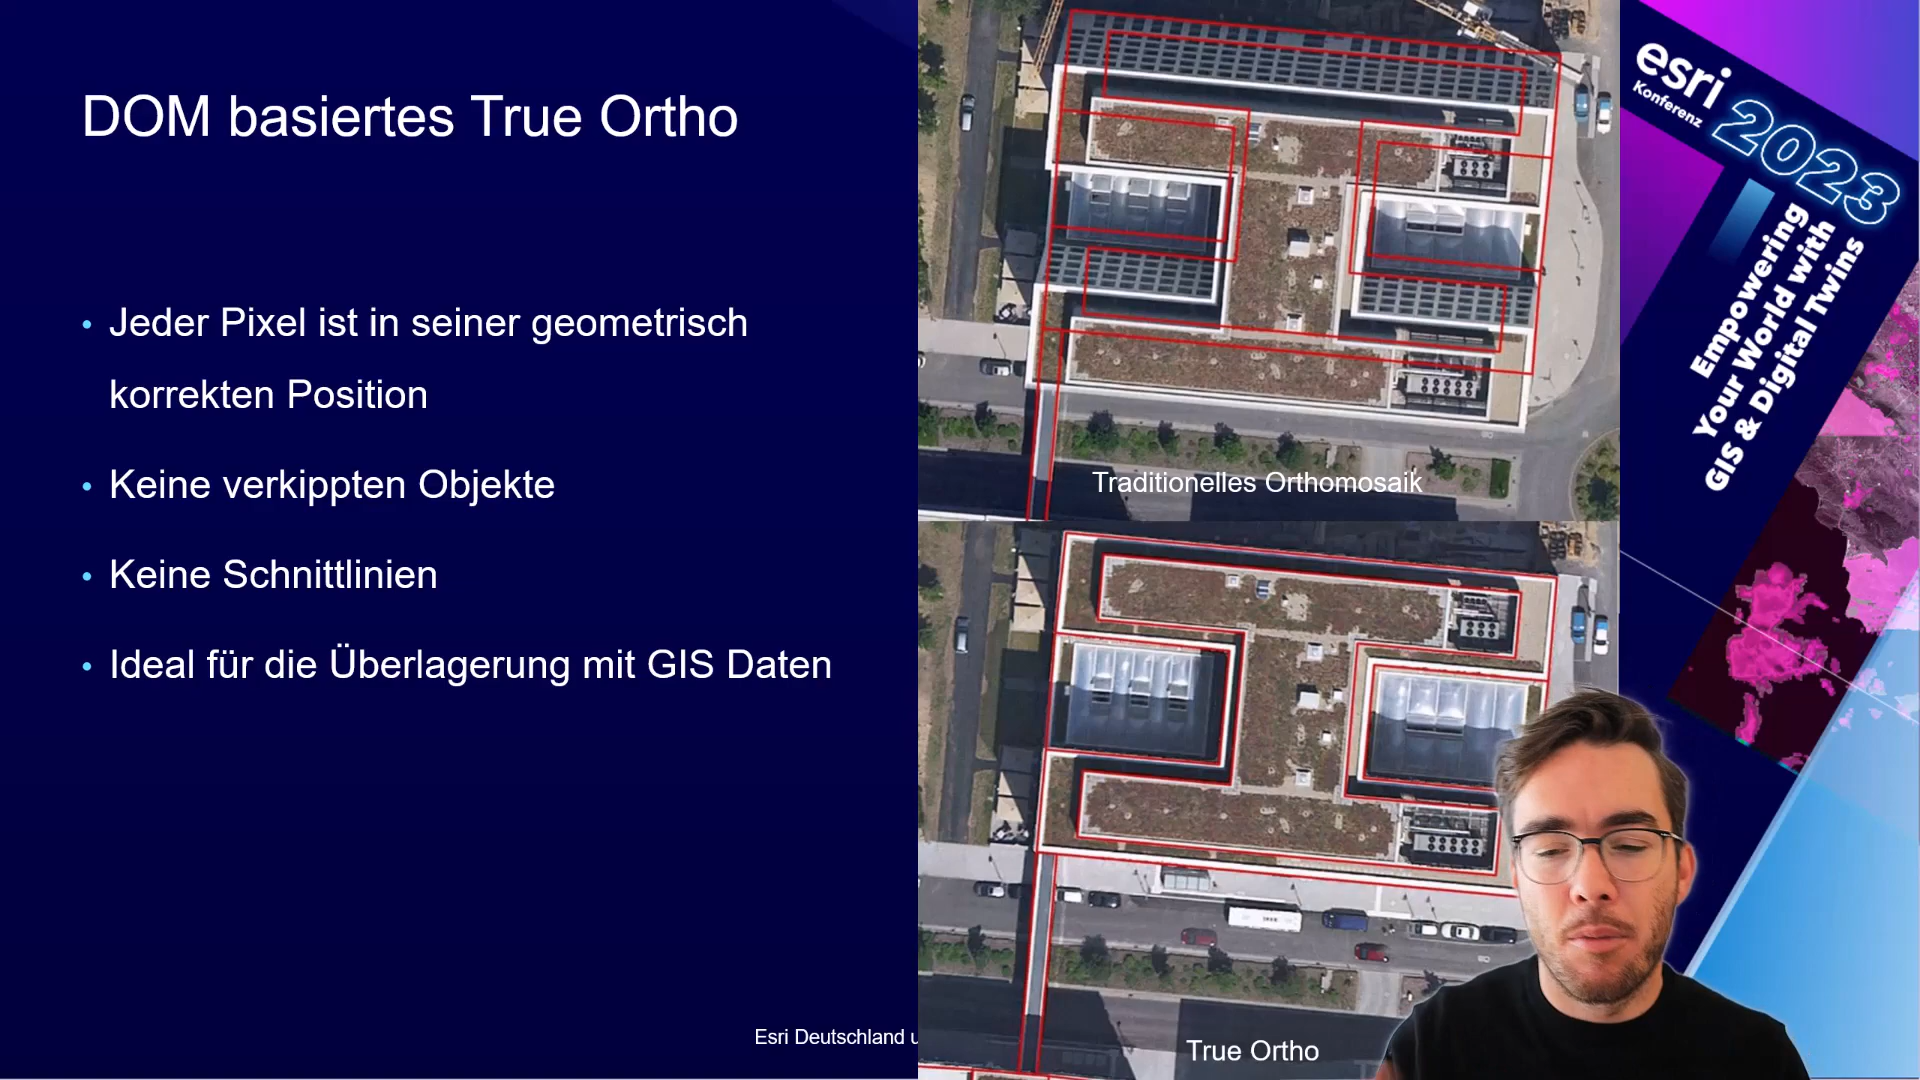 DOM basiertes True Ortho
• Jeder Pixel ist in seiner geometrisch
korrekten Position
• Keine verkippten Objekte
• Keine Schnittlinien
• Ideal für die Überlagerung mit GIS Daten
Esri Deutschland u
Traditionelles Orthomosaik
True Ortho
esri
Konferenz
2023
Empowering
Your World with
GIS & Digital Twins